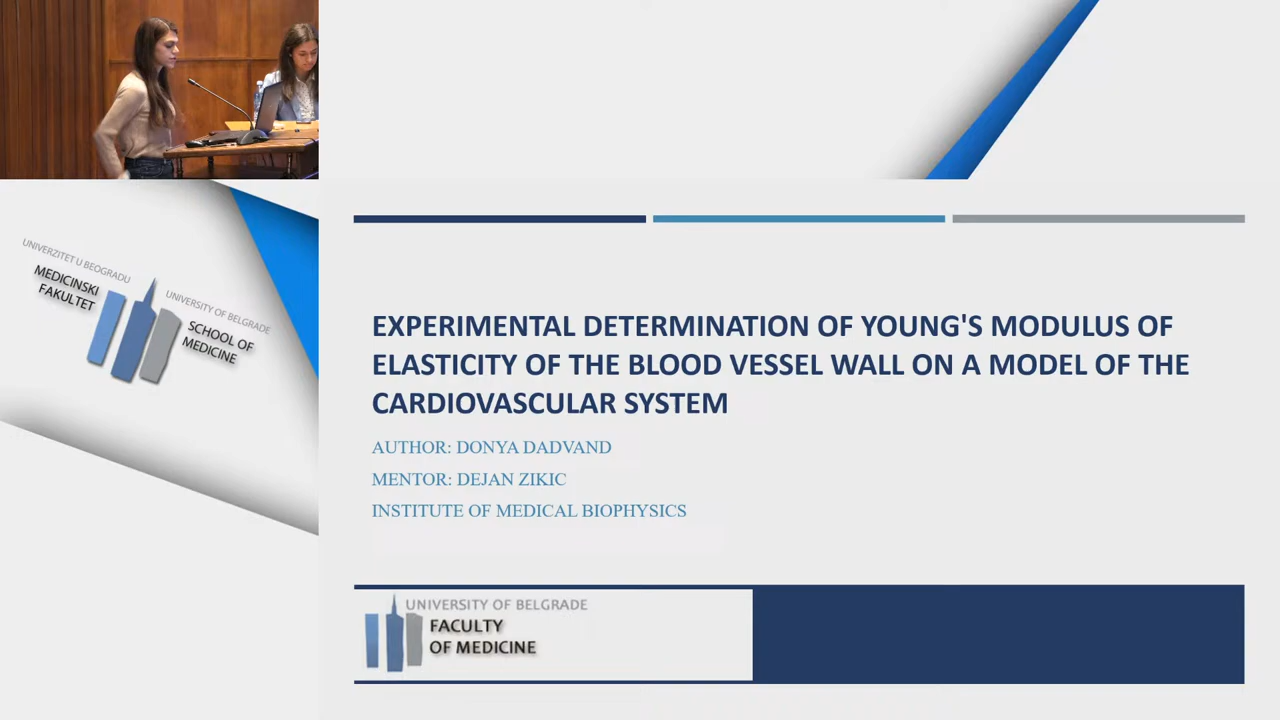 UNIVERZITET U BEOGRADU
MEDICINSKI
FAKULTET
UNIVERSITY OF BELGRADE
SCHOOL OF
MEDICINE
EXPERIMENTAL DETERMINATION OF YOUNG'S MODULUS OF
ELASTICITY OF THE BLOOD VESSEL WALL ON A MODEL OF THE
CARDIOVASCULAR SYSTEM
AUTHOR: DONYA DADVAND
MENTOR: DEJAN ZIKIC
INSTITUTE OF MEDICAL BIOPHYSICS
UNIVERSITY OF BELGRADE
FACULTY
OF MEDICINE